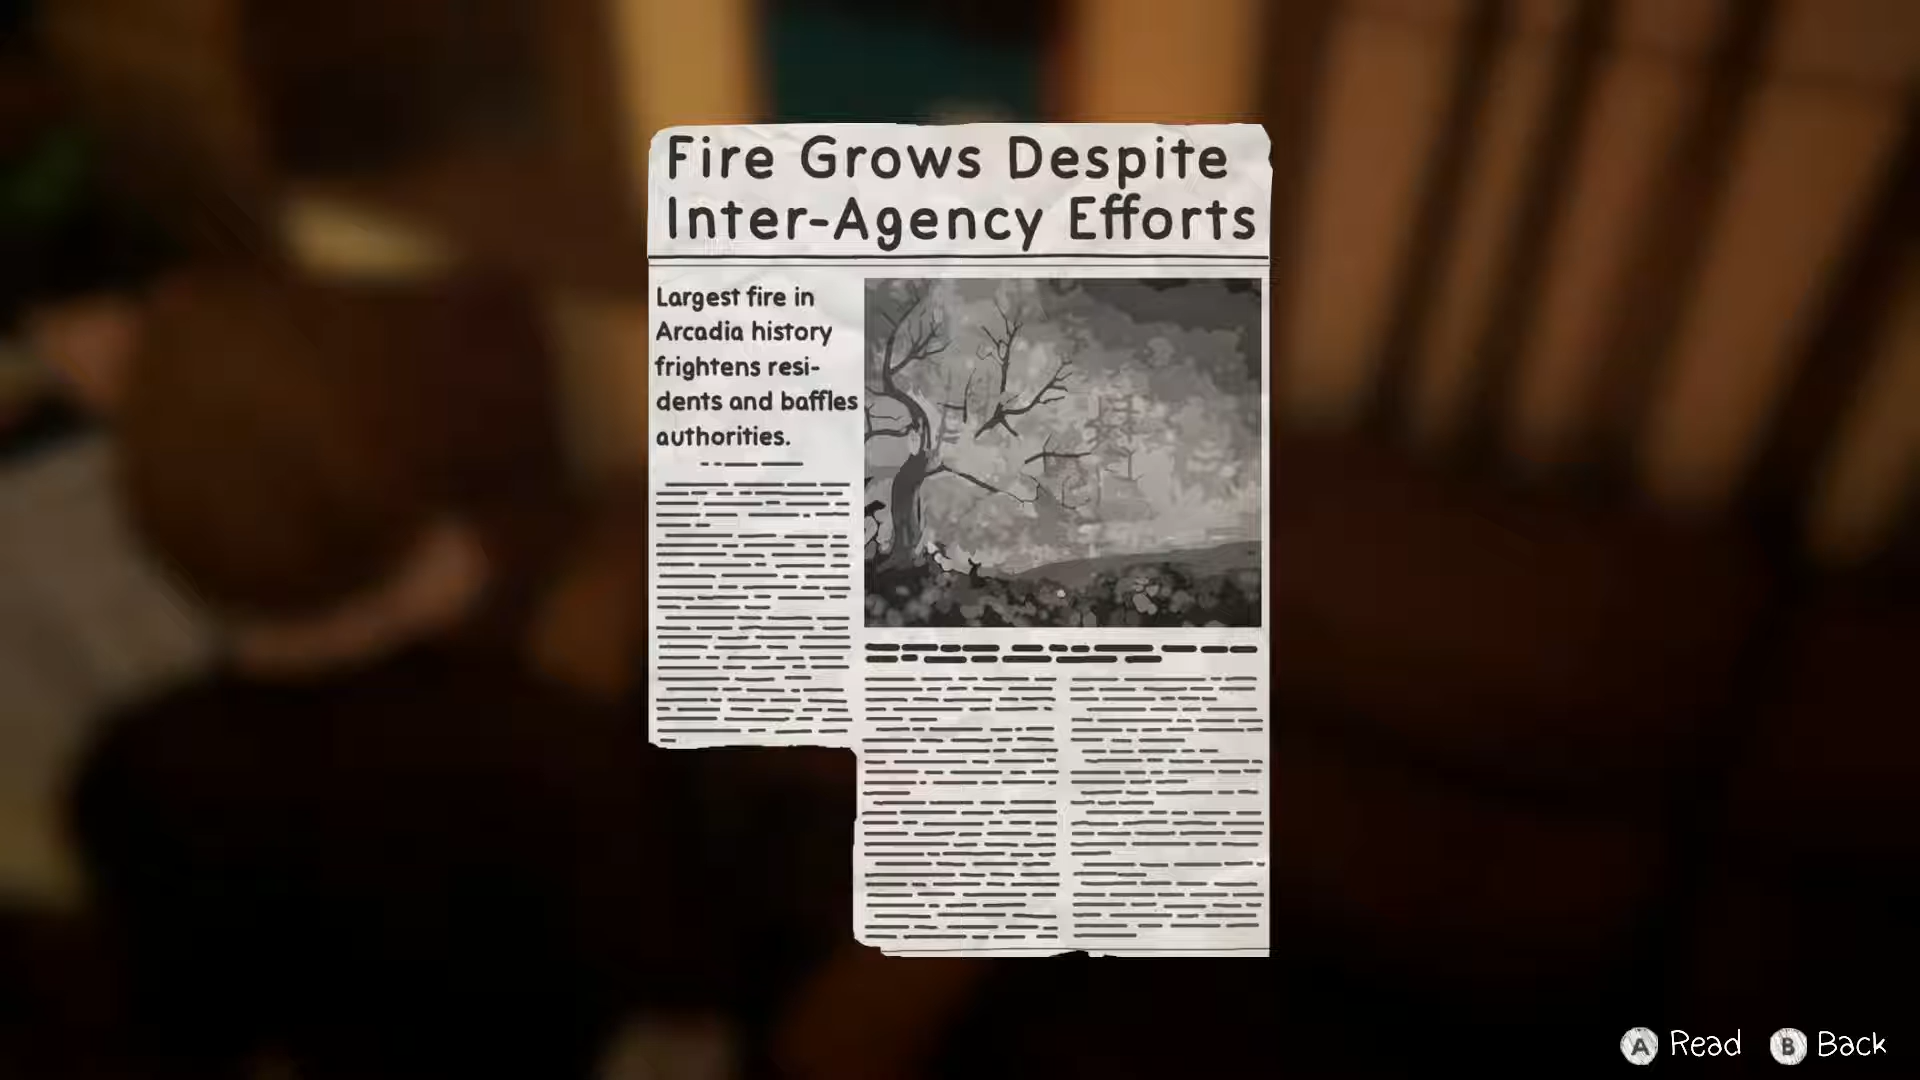 Fire Grows Despite
Inter-Agency Efforts
Largest fire in
Arcadia history
frightens resi-
dents and baffles
authorities.
A Read B Back